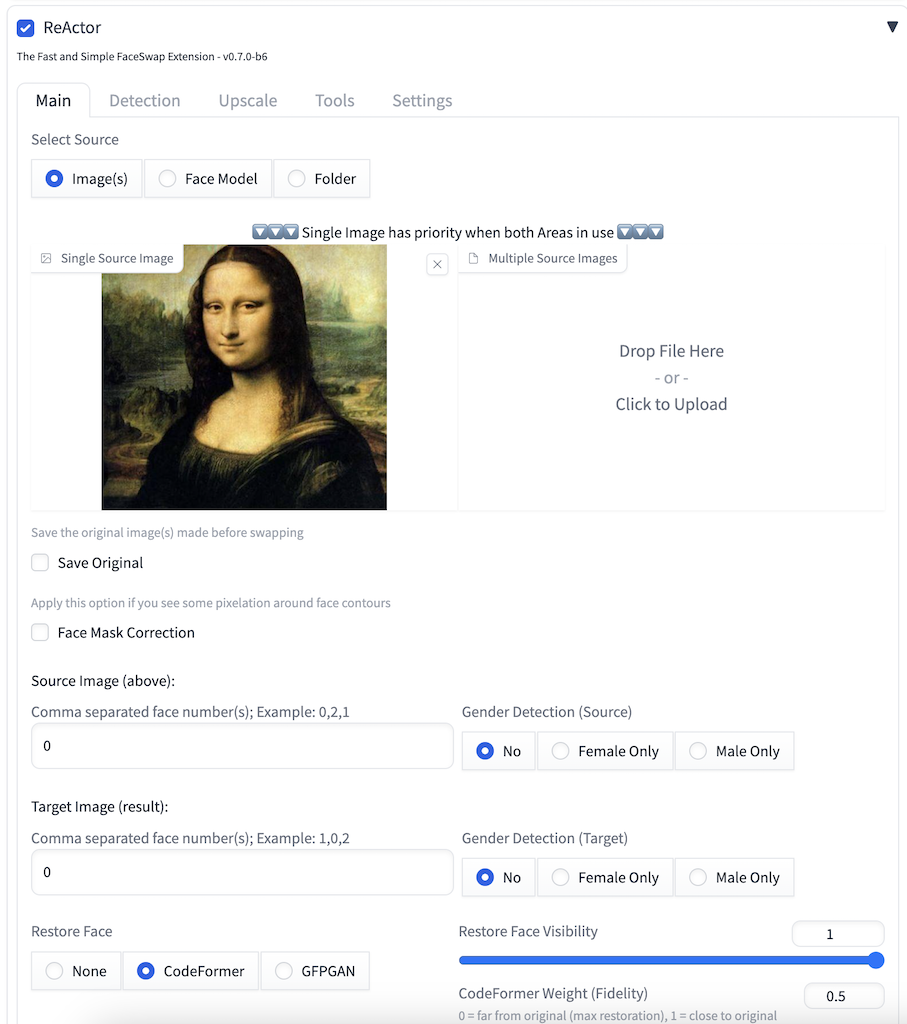 ReActor
The Fast and Simple FaceSwap Extension - v0.7.0-b6
Main Detection Upscale Tools Settings
Select Source
Image(s) Face Model Folder
Single Image has priority when both Areas in use
Single Source Image
Multiple Source Images
Drop File Here
- or -
Click to Upload
Save the original image(s) made before swapping
Save Original
Apply this option if you see some pixelation around face contours
Face Mask Correction
Source Image (above):
Comma separated face number(s); Example: 0,2,1
0
Gender Detection (Source)
No Female Only Male Only
Target Image (result):
Comma separated face number(s); Example: 1,0,2
0
Gender Detection (Target)
No Female Only Male Only
Restore Face
None CodeFormer GFPGAN
Restore Face Visibility
1
CodeFormer Weight (Fidelity)
0.5
0 = far from original (max restoration), 1 = close to original